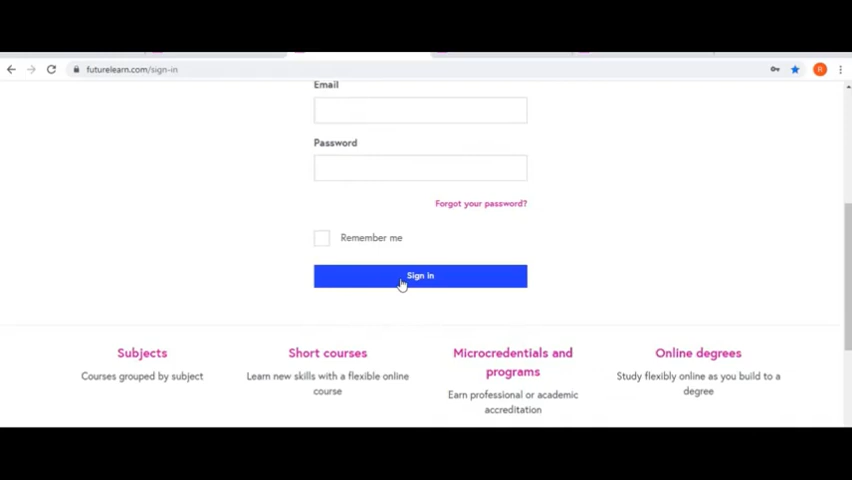 futurelearn.com/sign-in
R
Email
Password
Forgot your password?
Remember me
Sign in
Subjects
Courses grouped by subject
Short courses
Learn new skills with a flexible online
course
Microcredentials and
programs
Earn professional or academic
accreditation
Online degrees
Study flexibly online as you build to a
degree